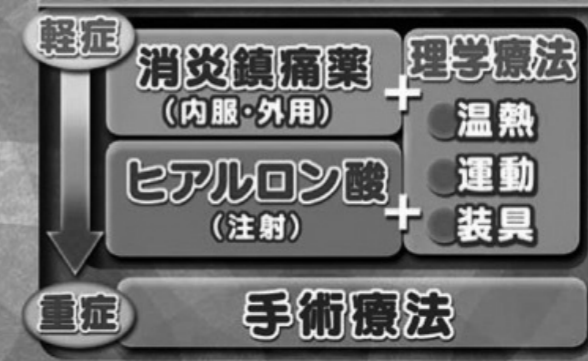 軽症
消炎鎮痛薬
(内服・外用)
+
理学療法
●温熱
●運動
●装具
ヒアルロン酸
(注射)
+
重症
手術療法